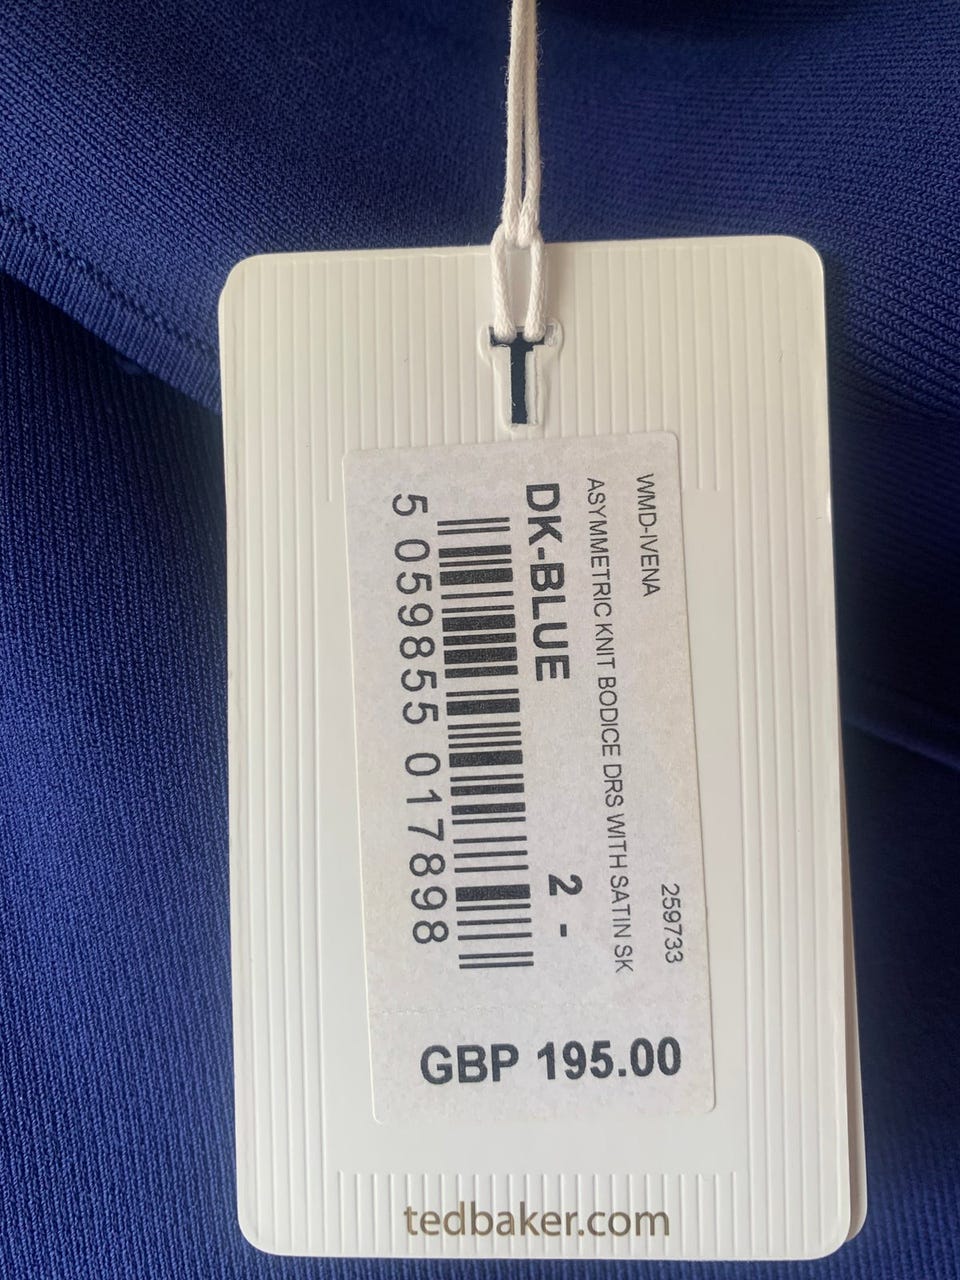 T
WMD-IVENA 259733
ASYMMETRIC KNIT BODICE DRS WITH SATIN SK
DK-BLUE 2 -
5 059855 017898
GBP 195.00
tedbaker.com